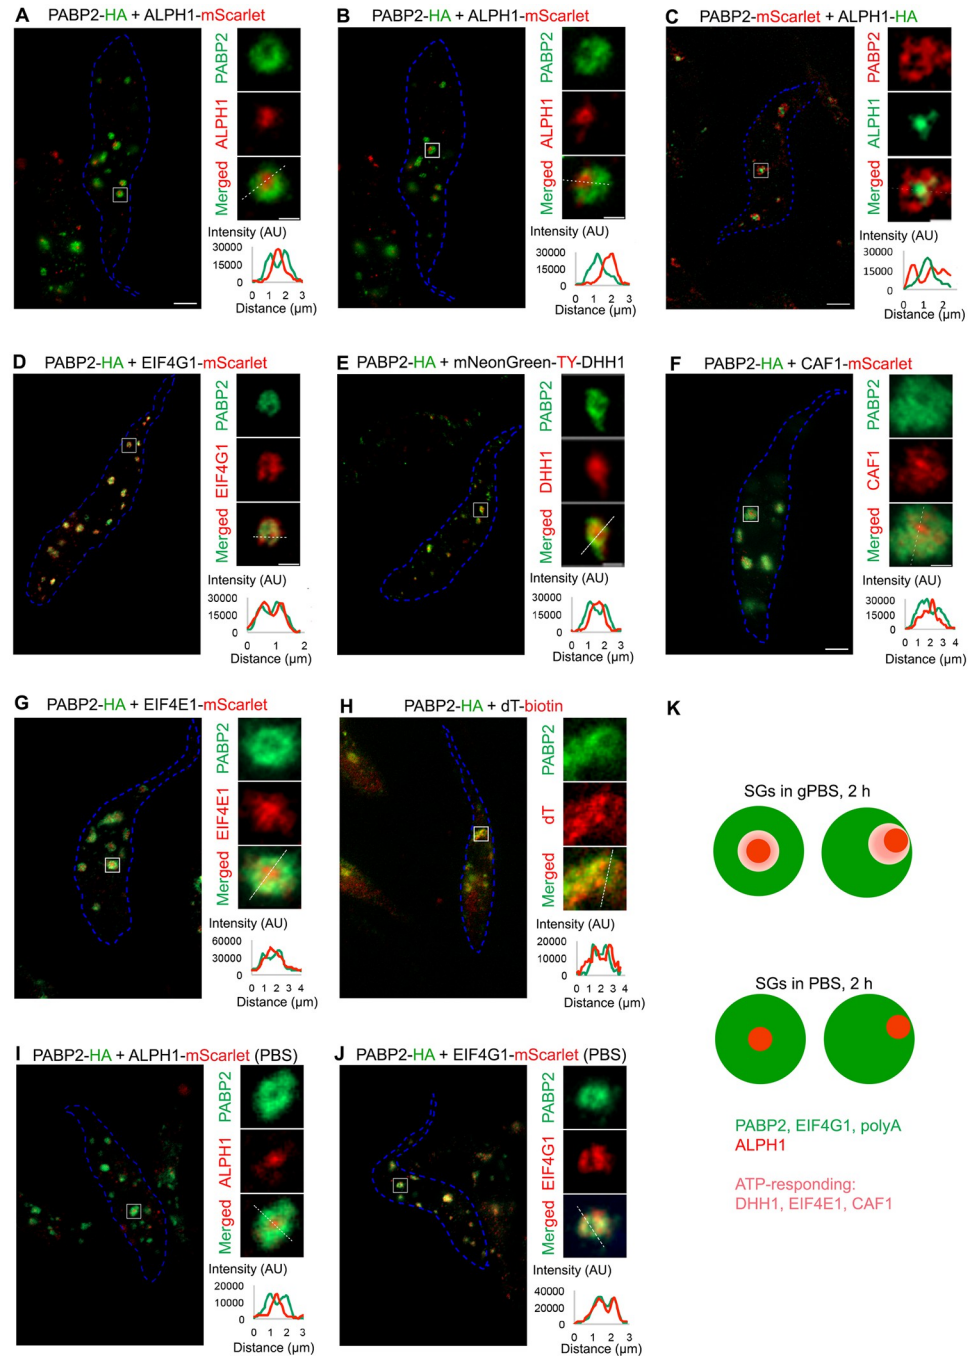 A PABP2-HA + ALPH1-mScarlet
PABP2
ALPH1
Merged
Intensity (AU)
30000
15000
0
0 1 2 3
Distance (µm)
B PABP2-HA + ALPH1-mScarlet
PABP2
ALPH1
Merged
Intensity (AU)
30000
15000
0
0 1 2 3
Distance (µm)
C PABP2-mScarlet + ALPH1-HA
PABP2
ALPH1
Merged
Intensity (AU)
30000
15000
0
0 1 2
Distance (µm)
D PABP2-HA + EIF4G1-mScarlet
PABP2
EIF4G1
Merged
Intensity (AU)
30000
15000
0
0 1 2
Distance (µm)
E PABP2-HA + mNeonGreen-TY-DHH1
PABP2
DHH1
Merged
Intensity (AU)
30000
15000
0
0 1 2 3
Distance (µm)
F PABP2-HA + CAF1-mScarlet
PABP2
CAF1
Merged
Intensity (AU)
30000
15000
0
0 1 2 3 4
Distance (µm)
G PABP2-HA + EIF4E1-mScarlet
PABP2
EIF4E1
Merged
Intensity (AU)
60000
30000
0
0 1 2 3 4
Distance (µm)
H PABP2-HA + dT-biotin
PABP2
dT
Merged
Intensity (AU)
20000
10000
0
0 1 2 3 4
Distance (µm)
I PABP2-HA + ALPH1-mScarlet (PBS)
PABP2
ALPH1
Merged
Intensity (AU)
20000
10000
0
0 1 2 3
Distance (µm)
J PABP2-HA + EIF4G1-mScarlet (PBS)
PABP2
EIF4G1
Merged
Intensity (AU)
40000
20000
0
0 1 2 3
Distance (µm)
K
SGs in gPBS, 2 h
SGs in PBS, 2 h
PABP2, EIF4G1, polyA
ALPH1
ATP-responding:
DHH1, EIF4E1, CAF1